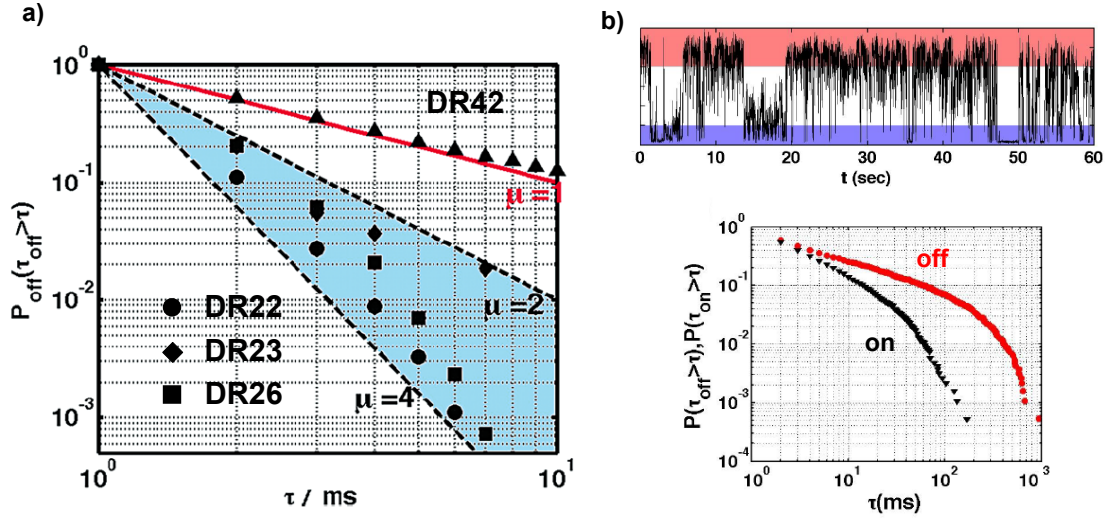 a)
10^0
10^-1
10^-2
10^-3
P_off(τ_off>τ)
DR42
μ =1
μ =2
μ =4
DR22
DR23
DR26
10^0
10^1
τ / ms
b)
0 10 20 30 40 50 60
t (sec)
10^0
10^-1
10^-2
10^-3
10^-4
P(τ_off>τ),P(τ_on>τ)
off
on
10^0 10^1 10^2 10^3
τ(ms)